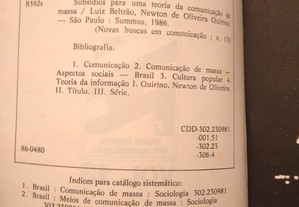 B392s
Subsídios para uma teoria da comunicação de
massa / Luiz Beltrão, Newton de Oliveira Quirino.
— São Paulo : Summus, 1986.
(Novas buscas em comunicação ; v. 13)
Bibliografia.
1. Comunicação 2. Comunicação de massa —
Aspectos sociais — Brasil 3. Cultura popular 4.
Teoria da informação I. Quirino, Newton de Oliveira.
II. Título. III. Série.
CDD-302.230981
-001.51
-302.23
86-0480
-306.4
Índices para catálogo sistemático:
1. Brasil : Comunicação de massa : Sociologia 302.230981
2. Brasil : Meios de comunicação de massa : Sociologia
302.230981